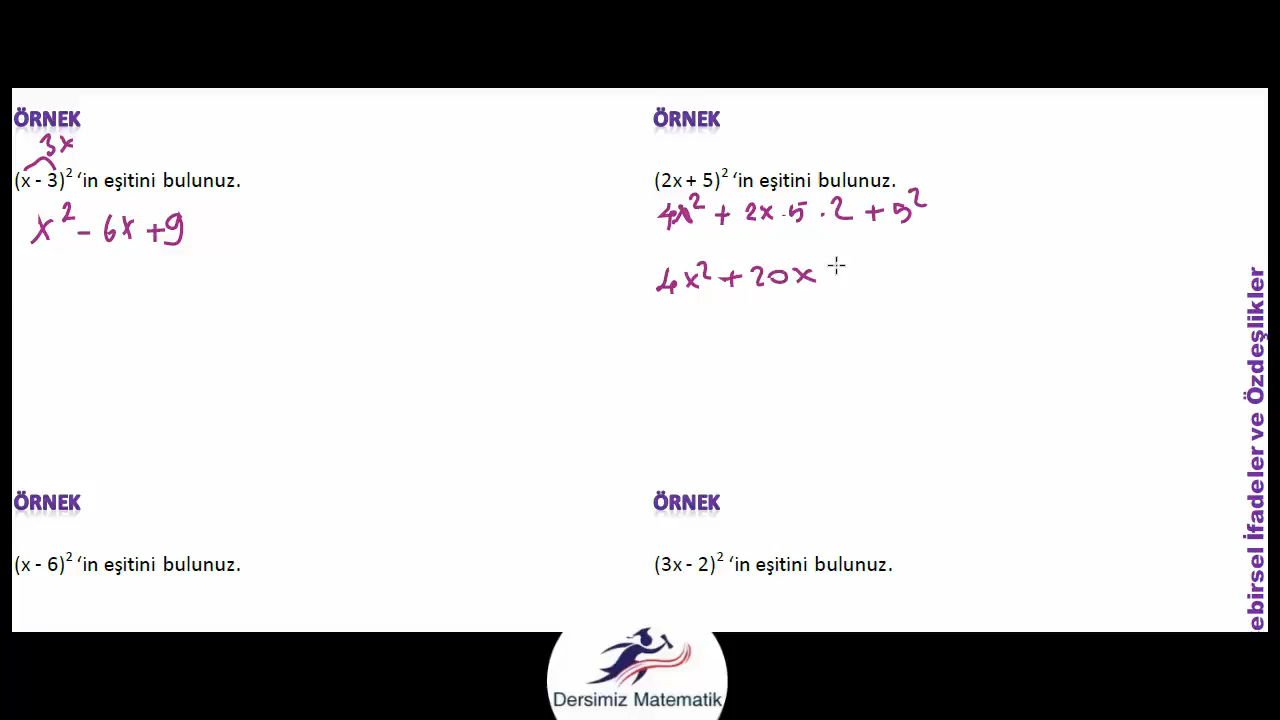 ÖRNEK
3x
(x - 3)² ‘in eşitini bulunuz.
x² - 6x + 9
ÖRNEK
(2x + 5)² ‘in eşitini bulunuz.
4x² + 2x . 5 . 2 + 5²
4x² + 20x
ÖRNEK
(x - 6)² ‘in eşitini bulunuz.
ÖRNEK
(3x - 2)² ‘in eşitini bulunuz.
ebirsel İfadeler ve Özdeşlikler
Dersimiz Matematik